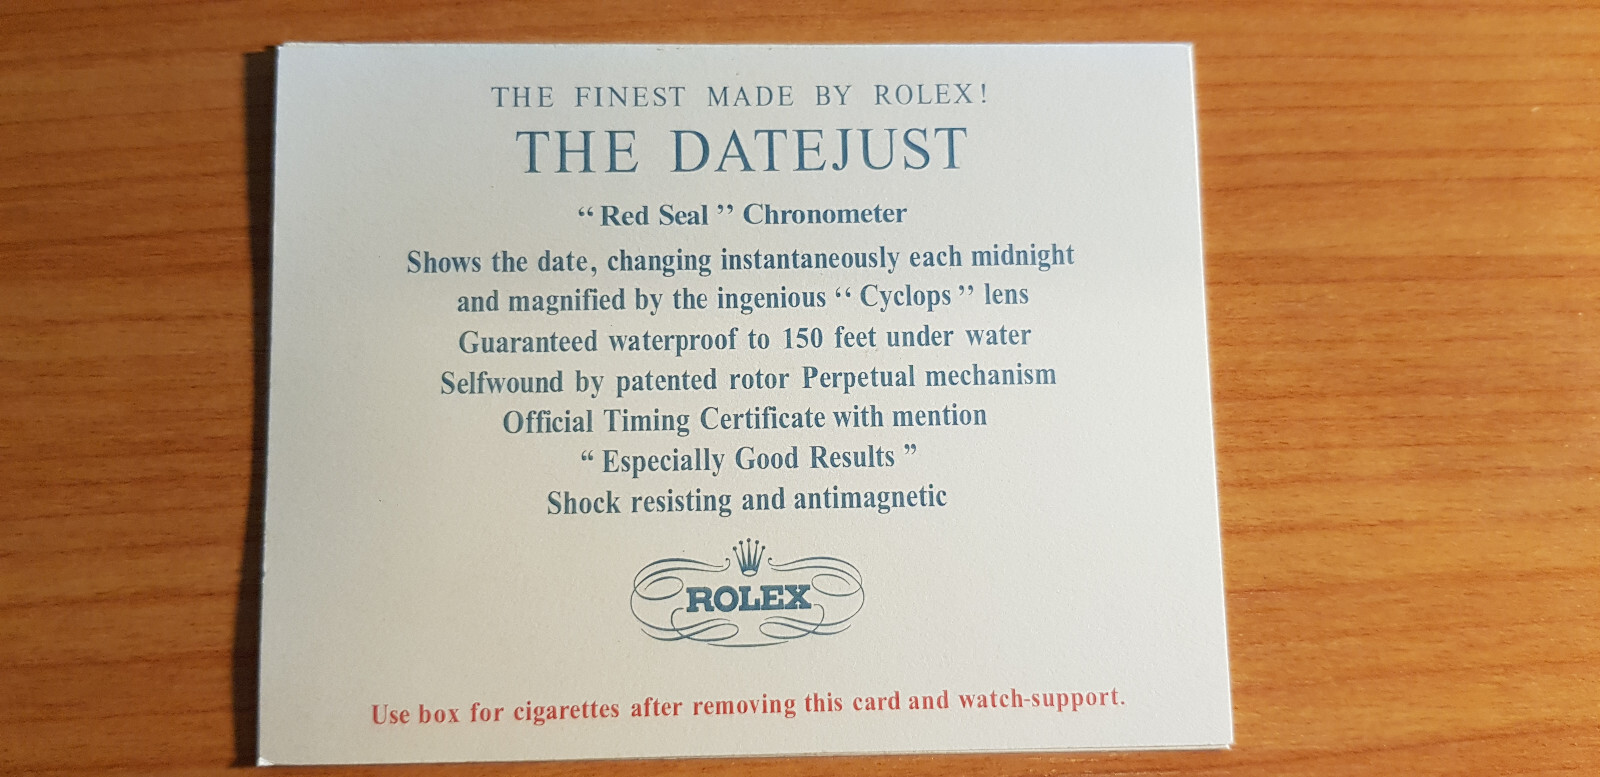 THE FINEST MADE BY ROLEX!
THE DATEJUST
“ Red Seal ” Chronometer
Shows the date, changing instantaneously each midnight
and magnified by the ingenious “ Cyclops ” lens
Guaranteed waterproof to 150 feet under water
Selfwound by patented rotor Perpetual mechanism
Official Timing Certificate with mention
“ Especially Good Results ”
Shock resisting and antimagnetic
ROLEX
Use box for cigarettes after removing this card and watch-support.